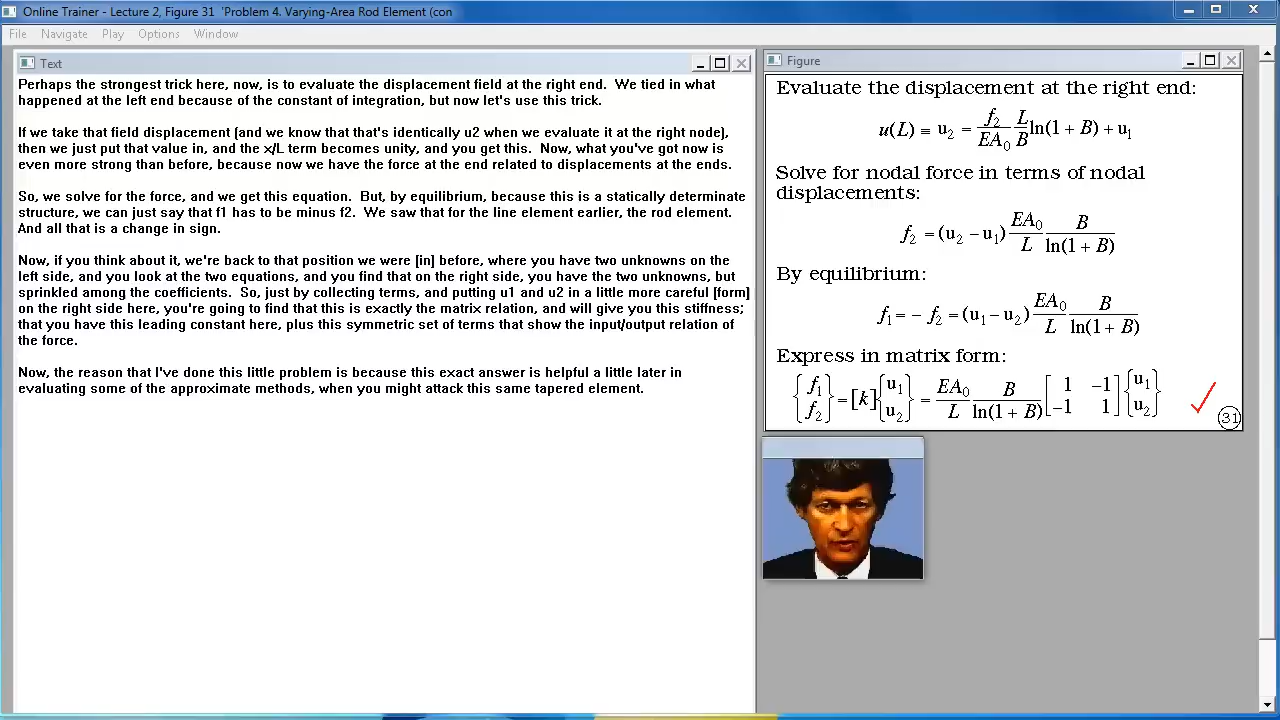 Online Trainer - Lecture 2, Figure 31 'Problem 4. Varying-Area Rod Element (con
File Navigate Play Options Window
Text
Perhaps the strongest trick here, now, is to evaluate the displacement field at the right end. We tied in what
happened at the left end because of the constant of integration, but now let's use this trick.
If we take that field displacement (and we know that that's identically u2 when we evaluate it at the right node),
then we just put that value in, and the x/L term becomes unity, and you get this. Now, what you've got now is
even more strong than before, because now we have the force at the end related to displacements at the ends.
So, we solve for the force, and we get this equation. But, by equilibrium, because this is a statically determinate
structure, we can just say that f1 has to be minus f2. We saw that for the line element earlier, the rod element.
And all that is a change in sign.
Now, if you think about it, we're back to that position we were [in] before, where you have two unknowns on the
left side, and you look at the two equations, and you find that on the right side, you have the two unknowns, but
sprinkled among the coefficients. So, just by collecting terms, and putting u1 and u2 in a little more careful [form]
on the right side here, you're going to find that this is exactly the matrix relation, and will give you this stiffness;
that you have this leading constant here, plus this symmetric set of terms that show the input/output relation of
the force.
Now, the reason that I've done this little problem is because this exact answer is helpful a little later in
evaluating some of the approximate methods, when you might attack this same tapered element.
Figure
Evaluate the displacement at the right end:
u(L) ≡ u₂ = f₂/EA₀ L/B ln(1 + B) + u₁
Solve for nodal force in terms of nodal
displacements:
f₂ = (u₂ − u₁) EA₀/L B/ln(1 + B)
By equilibrium:
f₁ = − f₂ = (u₁ − u₂) EA₀/L B/ln(1 + B)
Express in matrix form:
{f₁ f₂} = [k] {u₁ u₂} = EA₀/L B/ln(1 + B) [1 −1 −1 1] {u₁ u₂}
31